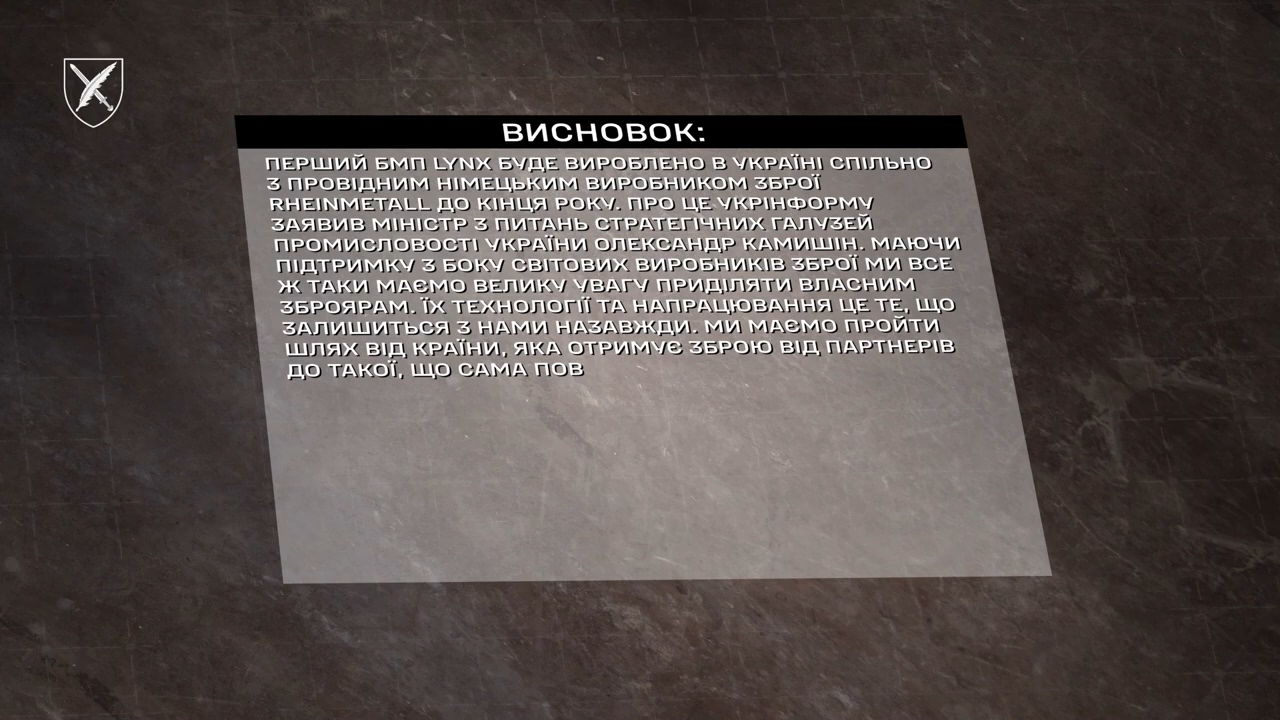 ВИСНОВОК:
ПЕРШИЙ БМП LYNX БУДЕ ВИРОБЛЕНО В УКРАЇНІ СПІЛЬНО
З ПРОВІДНИМ НІМЕЦЬКИМ ВИРОБНИКОМ ЗБРОЇ
RHEINMETALL ДО КІНЦЯ РОКУ. ПРО ЦЕ УКРІНФОРМУ
ЗАЯВИВ МІНІСТР З ПИТАНЬ СТРАТЕГІЧНИХ ГАЛУЗЕЙ
ПРОМИСЛОВОСТІ УКРАЇНИ ОЛЕКСАНДР КАМИШІН. МАЮЧИ
ПІДТРИМКУ З БОКУ СВІТОВИХ ВИРОБНИКІВ ЗБРОЇ МИ ВСЕ
Ж ТАКИ МАЄМО ВЕЛИКУ УВАГУ ПРИДІЛЯТИ ВЛАСНИМ
ЗБРОЯРАМ. ЇХ ТЕХНОЛОГІЇ ТА НАПРАЦЮВАННЯ ЦЕ ТЕ, ЩО
ЗАЛИШИТЬСЯ З НАМИ НАЗАВЖДИ. МИ МАЄМО ПРОЙТИ
ШЛЯХ ВІД КРАЇНИ, ЯКА ОТРИМУЄ ЗБРОЮ ВІД ПАРТНЕРІВ
ДО ТАКОЇ, ЩО САМА ПОВ